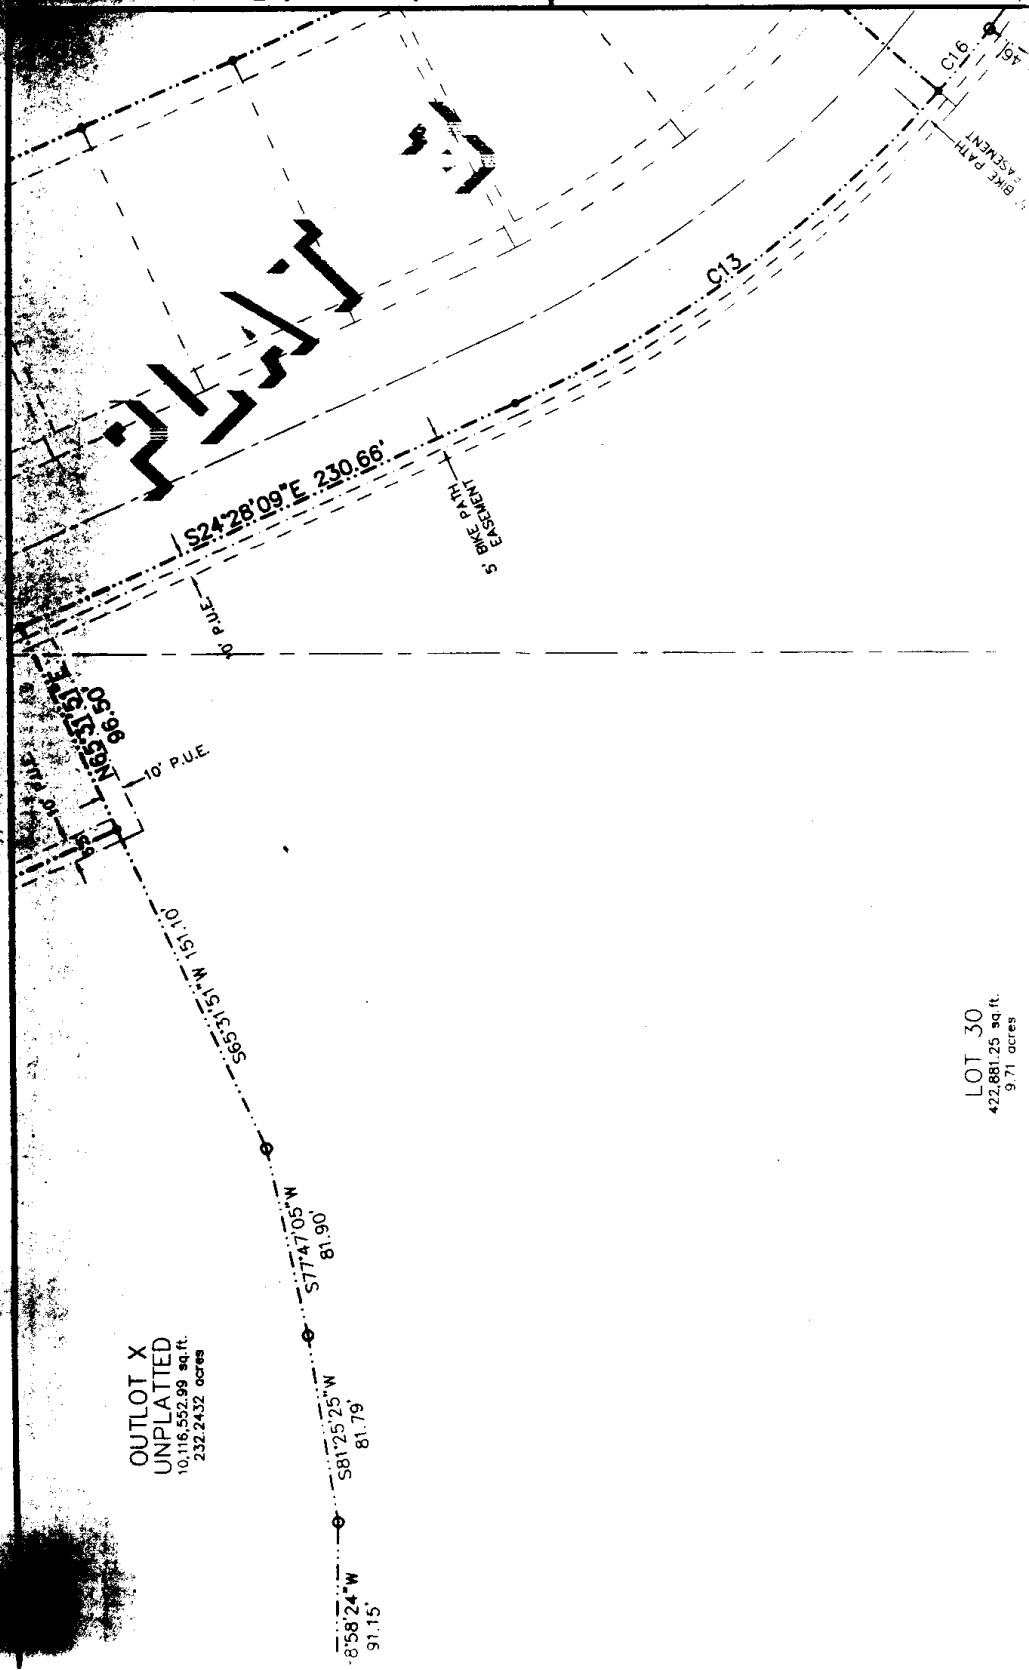 C16
46'
BIKE PATH
EASEMENT
C13
PLAT
S24°28'09"E 230.66'
5' BIKE PATH
EASEMENT
10' P.U.E.
N65°31'51"E
96.50'
10' P.U.E.
10' P.U.E.
S65°31'51"W 151.10'
S77°47'05"W
81.90'
S81°25'25"W
81.79'
8°58'24"W
91.15'
OUTLOT X
UNPLATTED
10,116,552.99 sq.ft.
232.2432 acres
LOT 30
422,881.25 sq.ft.
9.71 acres